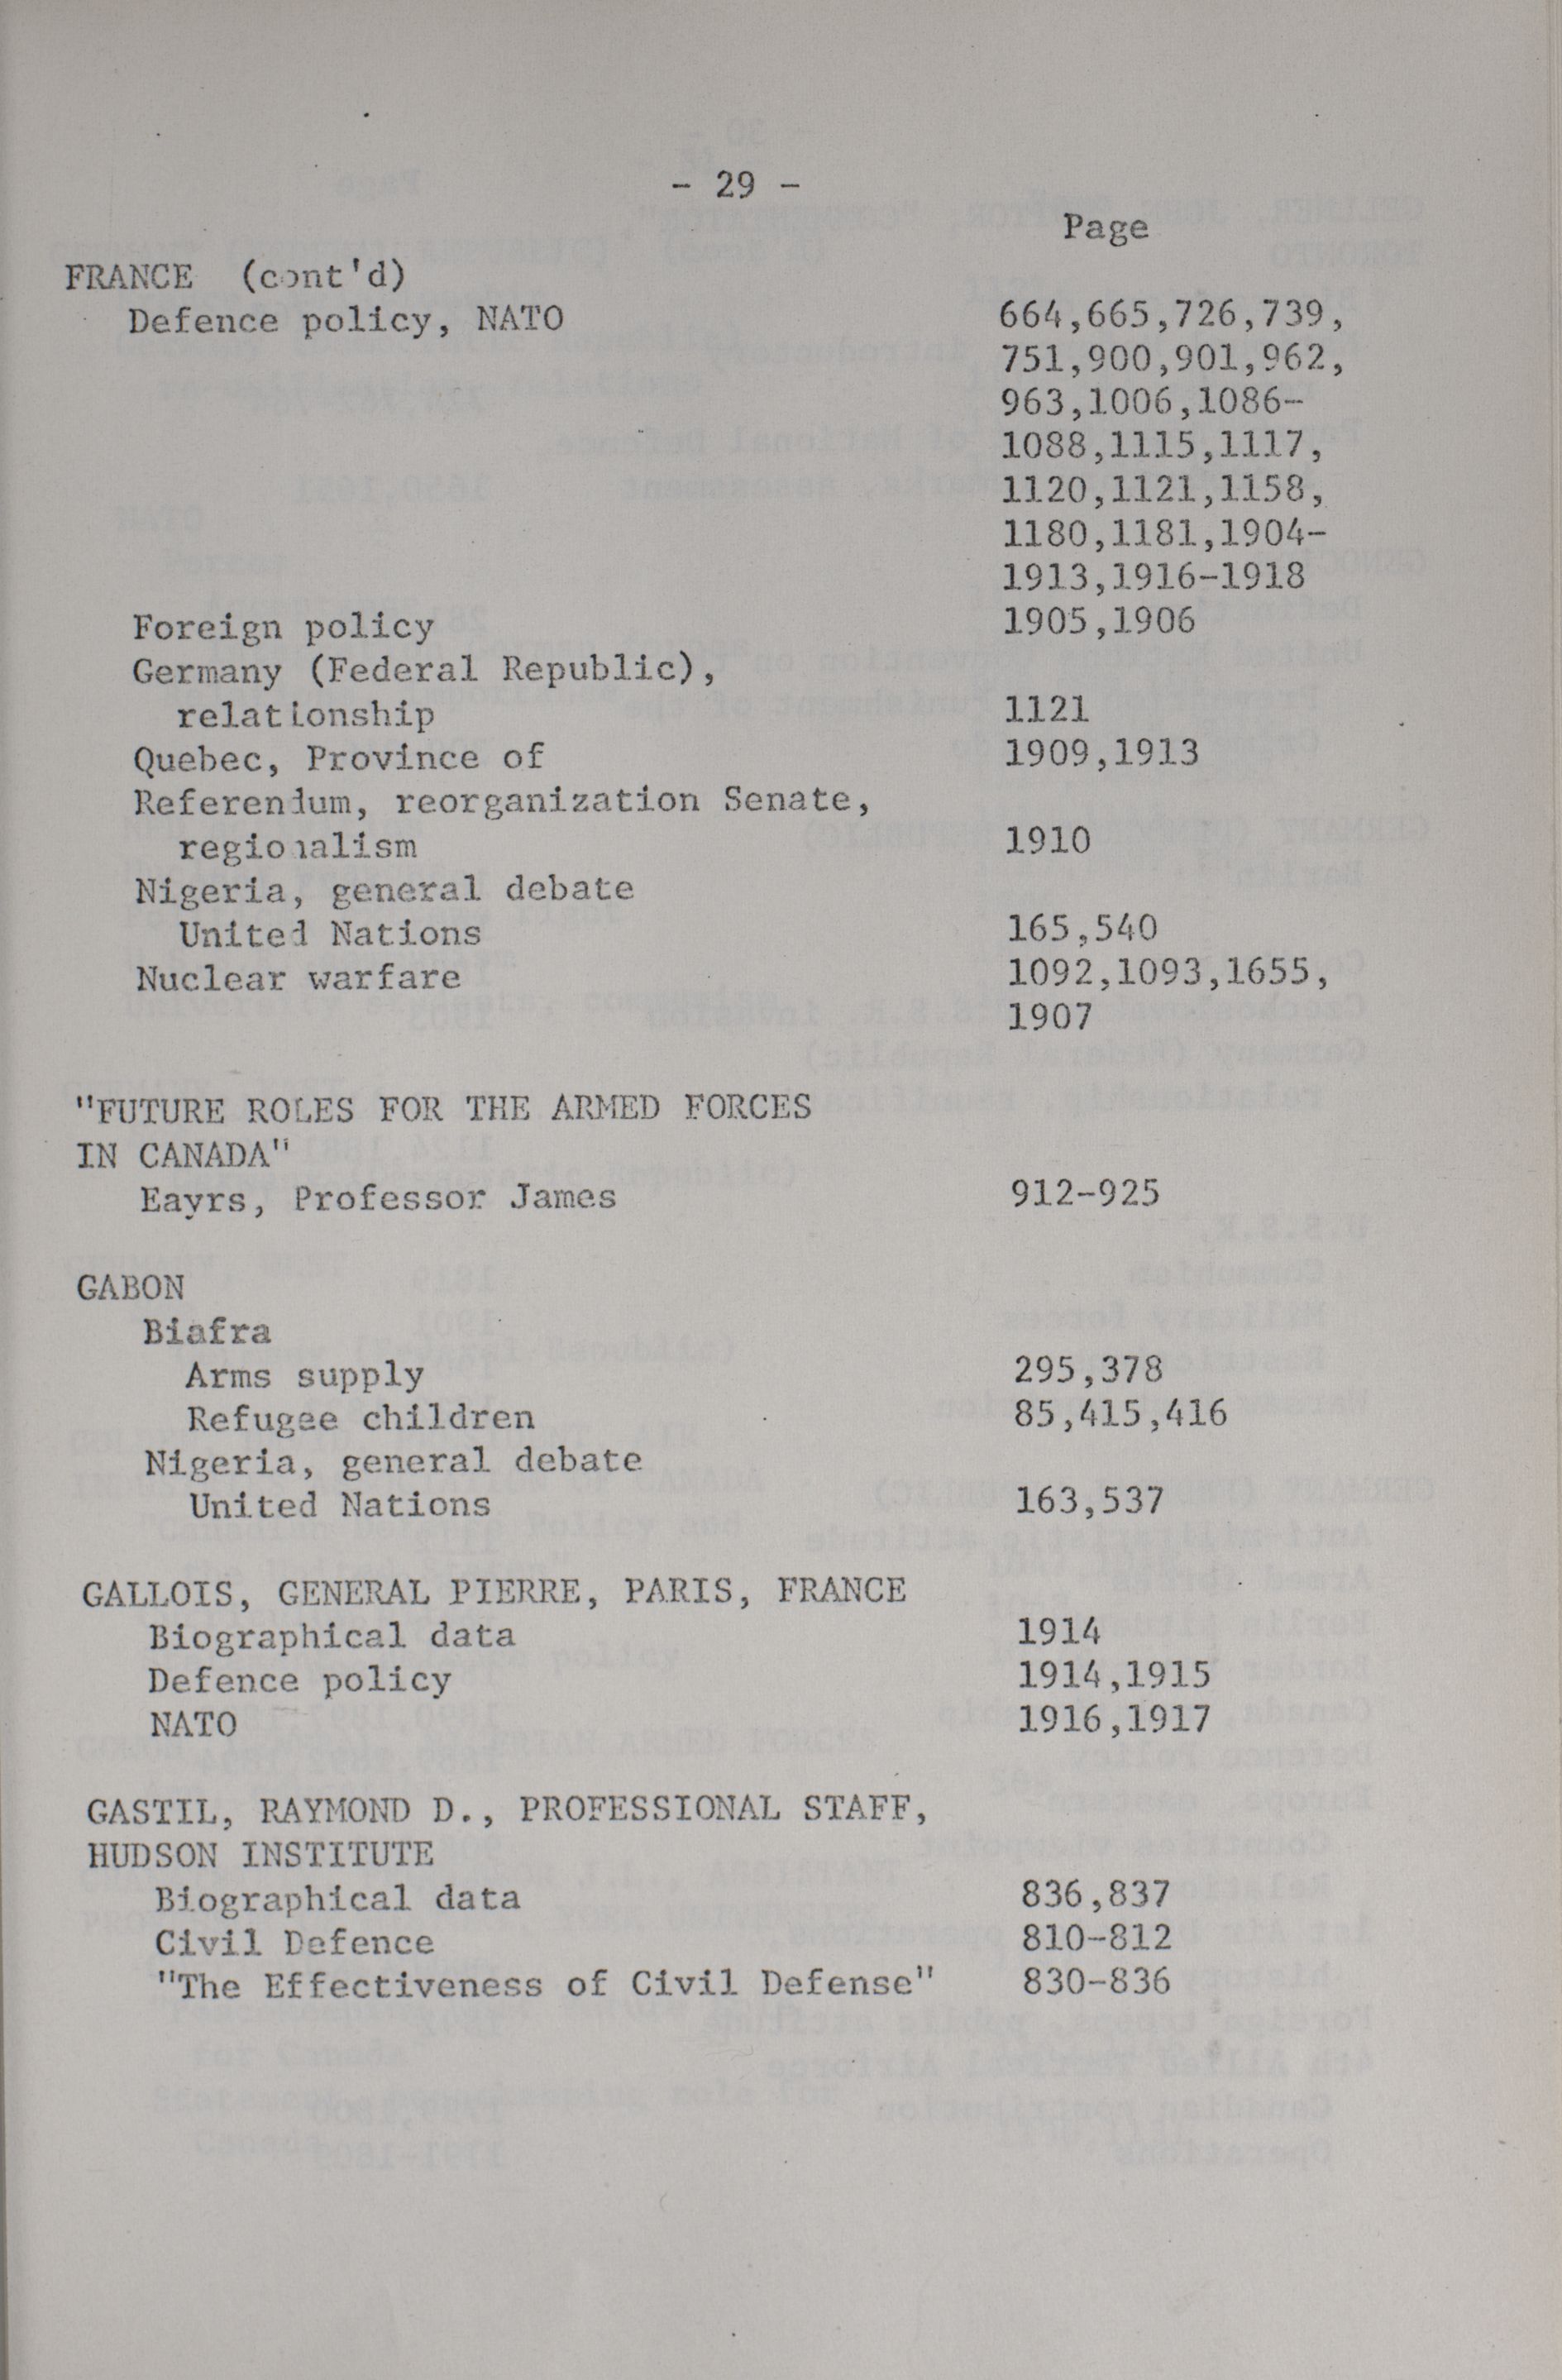 - 29 -
Page
FRANCE (cont'd)
Defence policy, NATO 664,665,726,739,
751,900,901,962,
963,1006,1086-
1088,1115,1117,
1120,1121,1158,
1180,1181,1904-
1913,1916-1918
Foreign policy 1905,1906
Germany (Federal Republic),
relationship 1121
Quebec, Province of 1909,1913
Referendum, reorganization Senate,
regionalism 1910
Nigeria, general debate
United Nations 165,540
Nuclear warfare 1092,1093,1655,
1907
"FUTURE ROLES FOR THE ARMED FORCES
IN CANADA"
Eayrs, Professor James 912-925
GABON
Biafra
Arms supply 295,378
Refugee children 85,415,416
Nigeria, general debate
United Nations 163,537
GALLOIS, GENERAL PIERRE, PARIS, FRANCE
Biographical data 1914
Defence policy 1914,1915
NATO 1916,1917
GASTIL, RAYMOND D., PROFESSIONAL STAFF,
HUDSON INSTITUTE
Biographical data 836,837
Civil Defence 810-812
"The Effectiveness of Civil Defense" 830-836